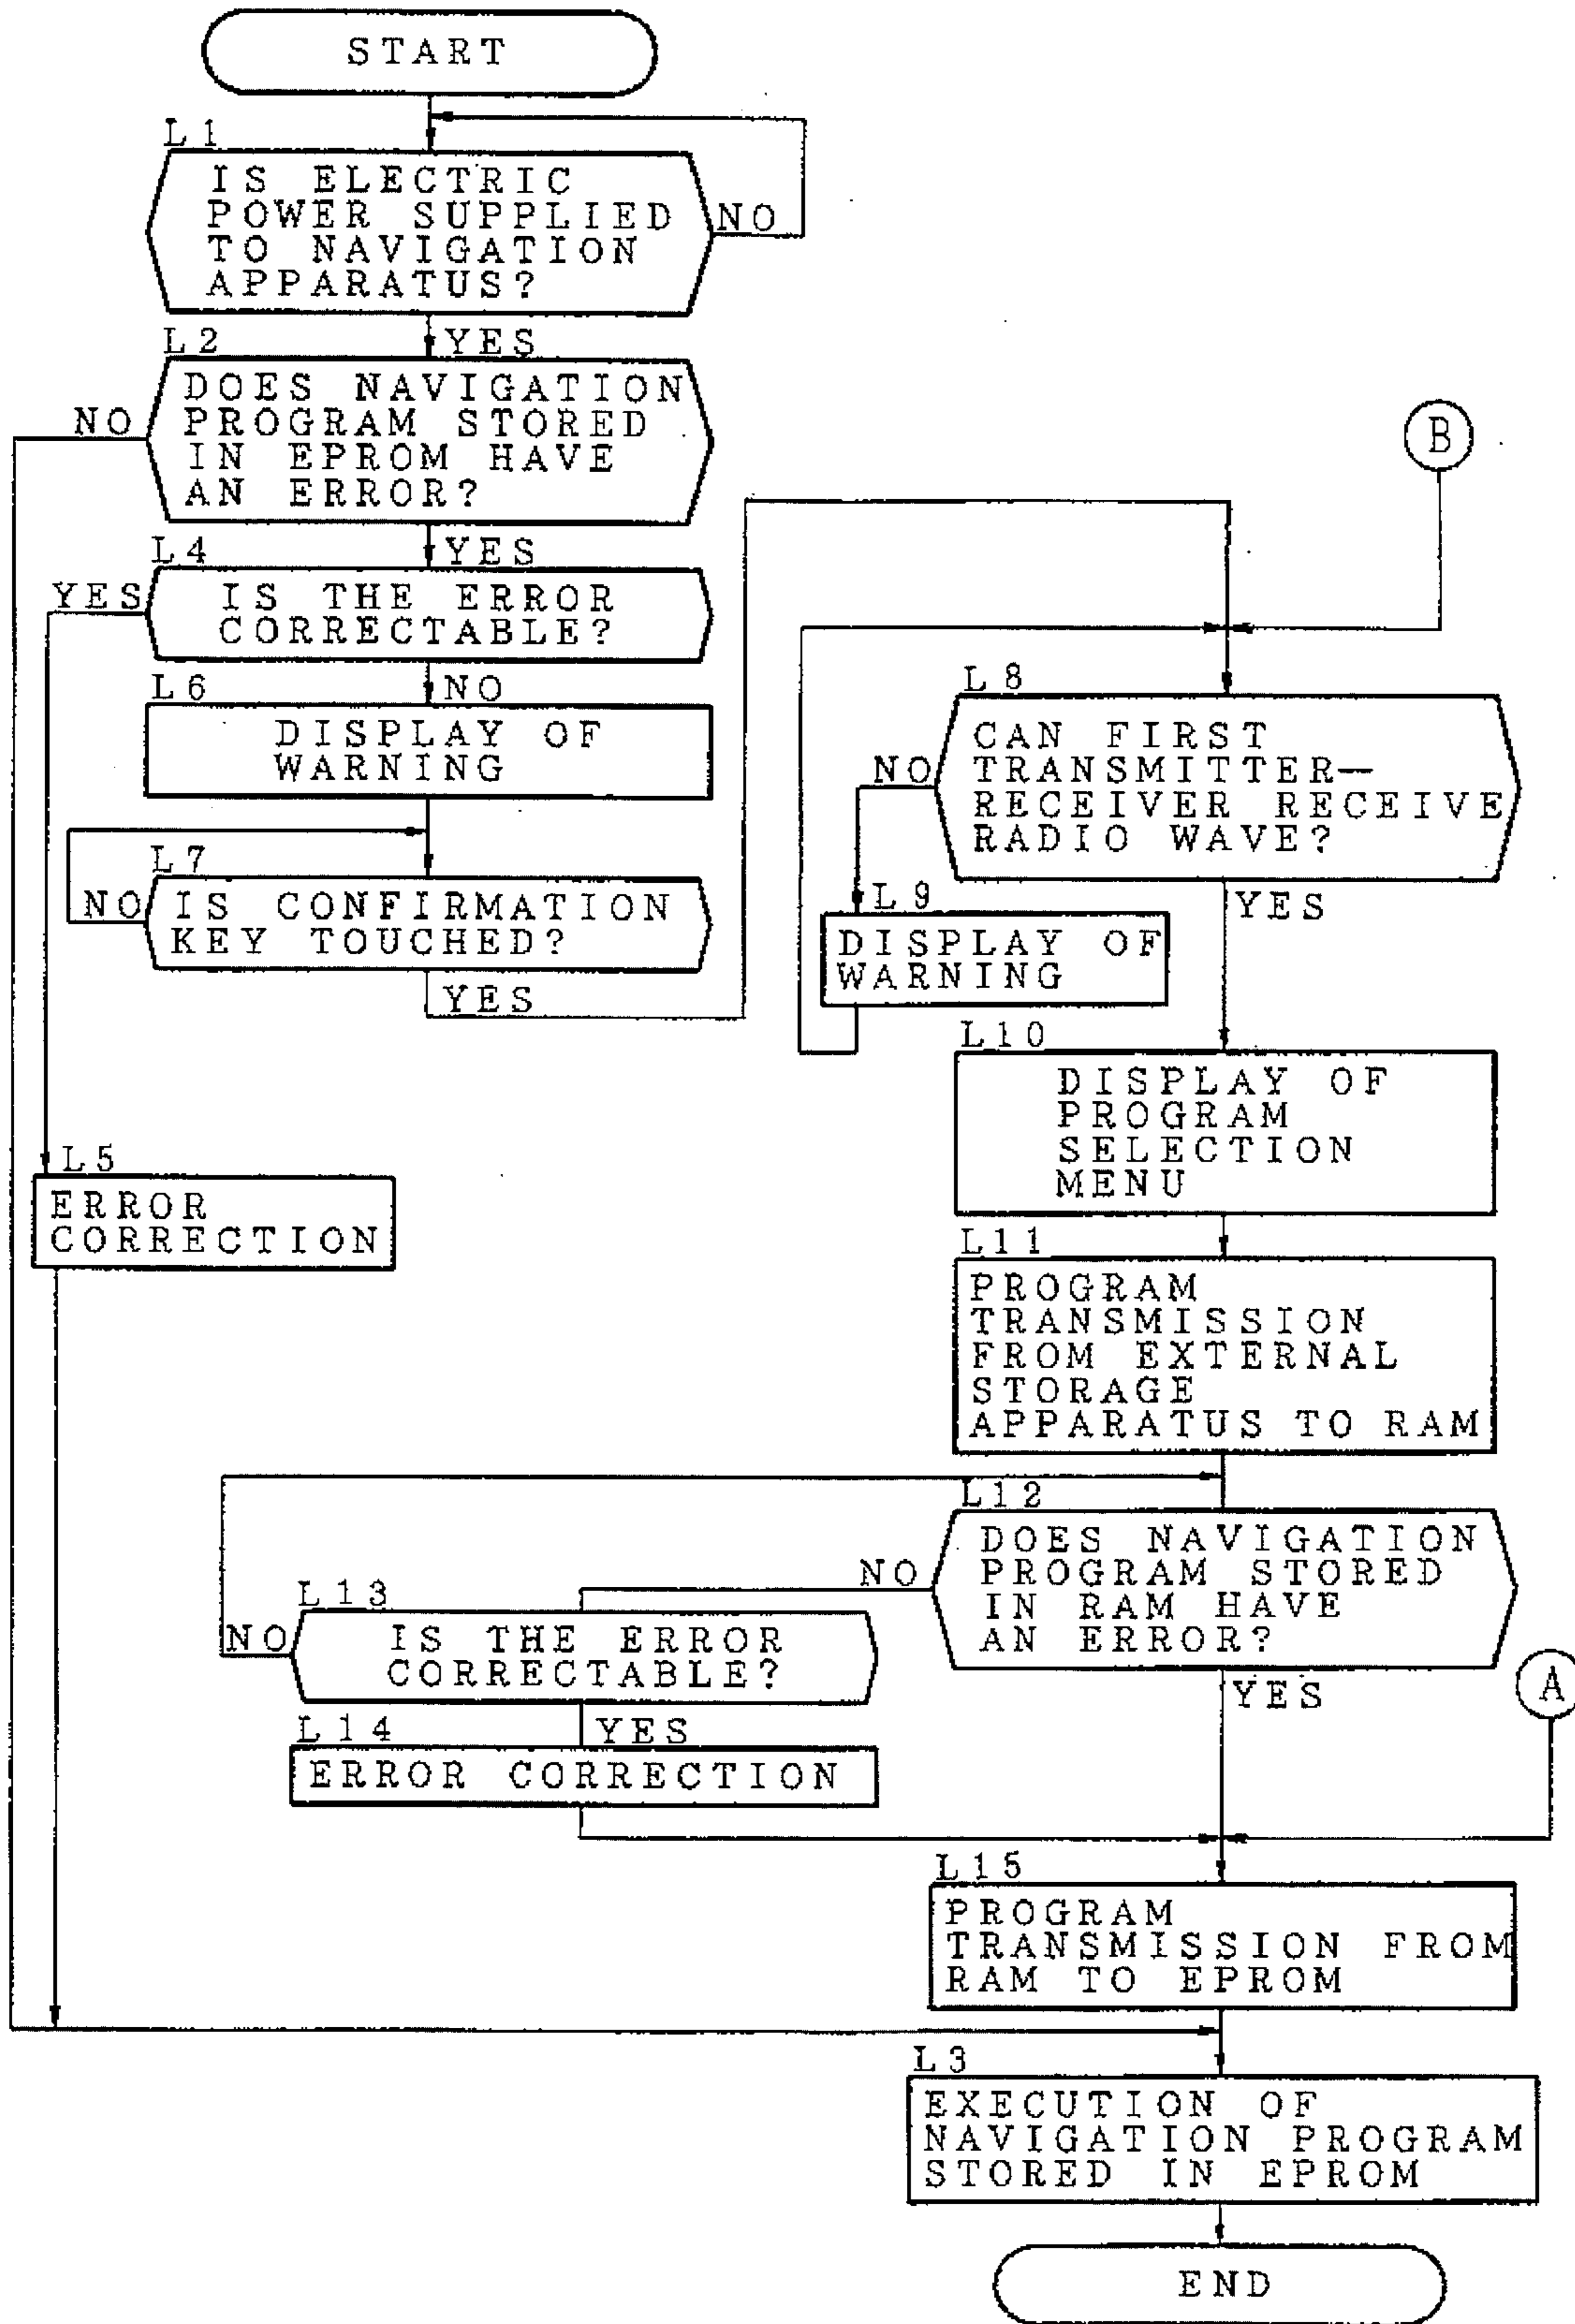 START
L1
IS ELECTRIC
POWER SUPPLIED
TO NAVIGATION
APPARATUS?
NO
YES
L2
DOES NAVIGATION
PROGRAM STORED
IN EPROM HAVE
AN ERROR?
NO
YES
L4
IS THE ERROR
CORRECTABLE?
YES
NO
L6
DISPLAY OF
WARNING
L7
IS CONFIRMATION
KEY TOUCHED?
NO
YES
L5
ERROR
CORRECTION
B
L8
CAN FIRST
TRANSMITTER—
RECEIVER RECEIVE
RADIO WAVE?
NO
YES
L9
DISPLAY OF
WARNING
L10
DISPLAY OF
PROGRAM
SELECTION
MENU
L11
PROGRAM
TRANSMISSION
FROM EXTERNAL
STORAGE
APPARATUS TO RAM
L12
DOES NAVIGATION
PROGRAM STORED
IN RAM HAVE
AN ERROR?
NO
YES
L13
IS THE ERROR
CORRECTABLE?
NO
YES
L14
ERROR CORRECTION
A
L15
PROGRAM
TRANSMISSION FROM
RAM TO EPROM
L3
EXECUTION OF
NAVIGATION PROGRAM
STORED IN EPROM
END